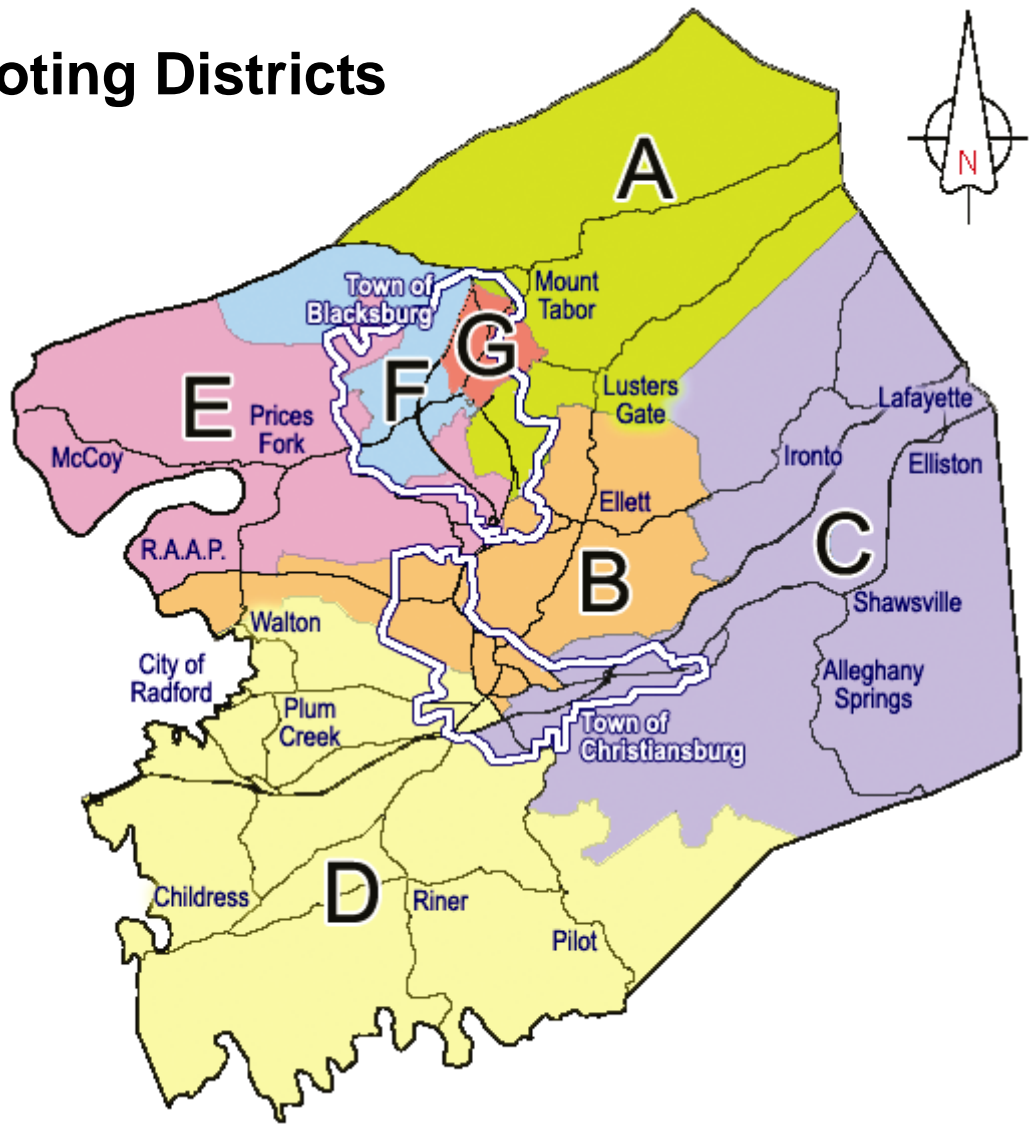 oting Districts
N
A
Mount
Tabor
Town of
Blacksburg
G
F
E
Prices
Fork
McCoy
Lusters
Gate
Lafayette
Ironto
Elliston
Ellett
C
R.A.A.P.
B
Shawsville
Walton
City of
Radford
Alleghany
Springs
Plum
Creek
Town of
Christiansburg
D
Childress
Riner
Pilot